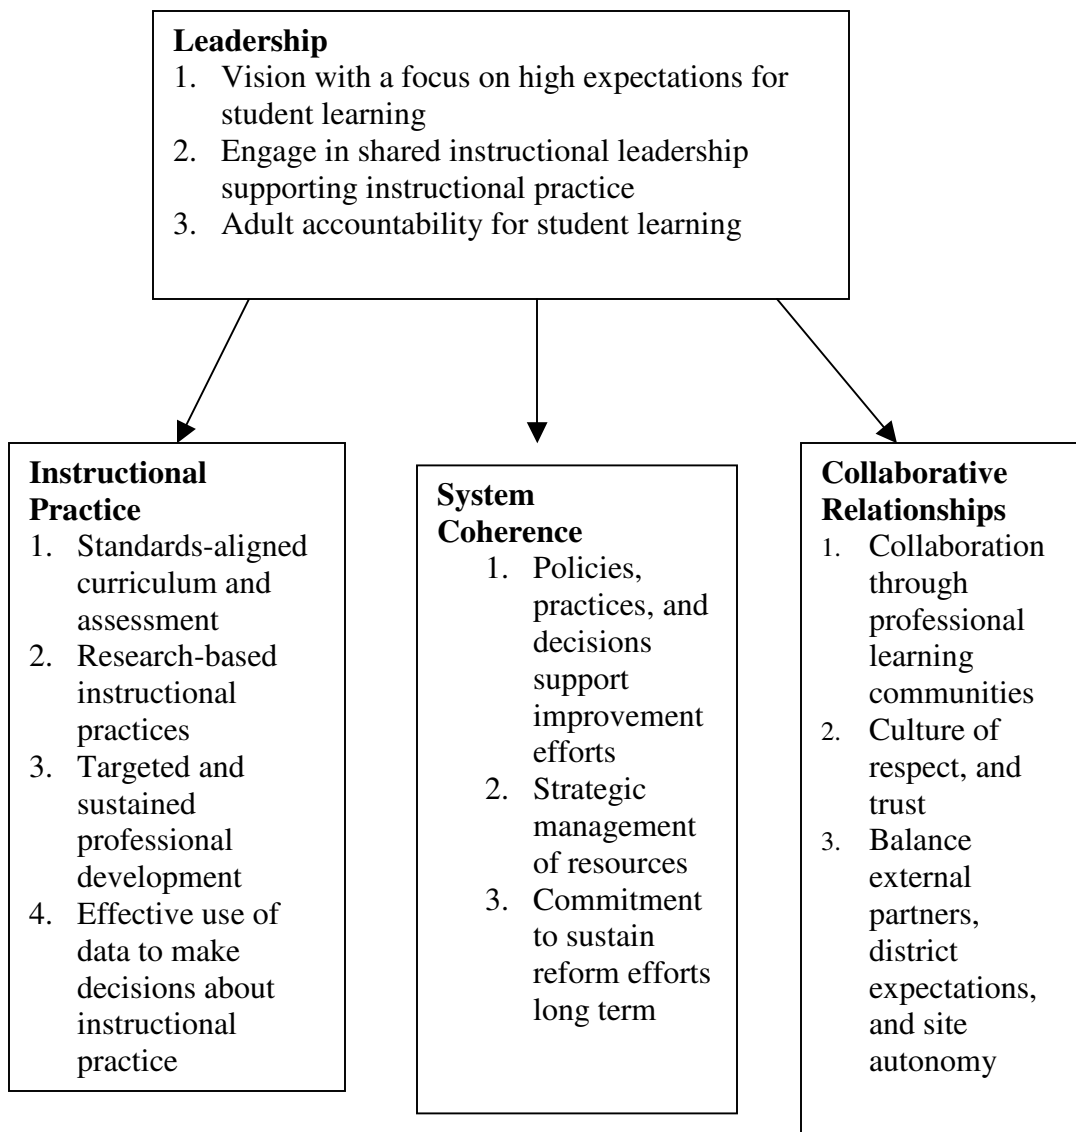 Leadership
1. Vision with a focus on high expectations for
student learning
2. Engage in shared instructional leadership
supporting instructional practice
3. Adult accountability for student learning
Instructional
Practice
1. Standards-aligned
curriculum and
assessment
2. Research-based
instructional
practices
3. Targeted and
sustained
professional
development
4. Effective use of
data to make
decisions about
instructional
practice
System
Coherence
1. Policies,
practices, and
decisions
support
improvement
efforts
2. Strategic
management
of resources
3. Commitment
to sustain
reform efforts
long term
Collaborative
Relationships
1. Collaboration
through
professional
learning
communities
2. Culture of
respect, and
trust
3. Balance
external
partners,
district
expectations,
and site
autonomy